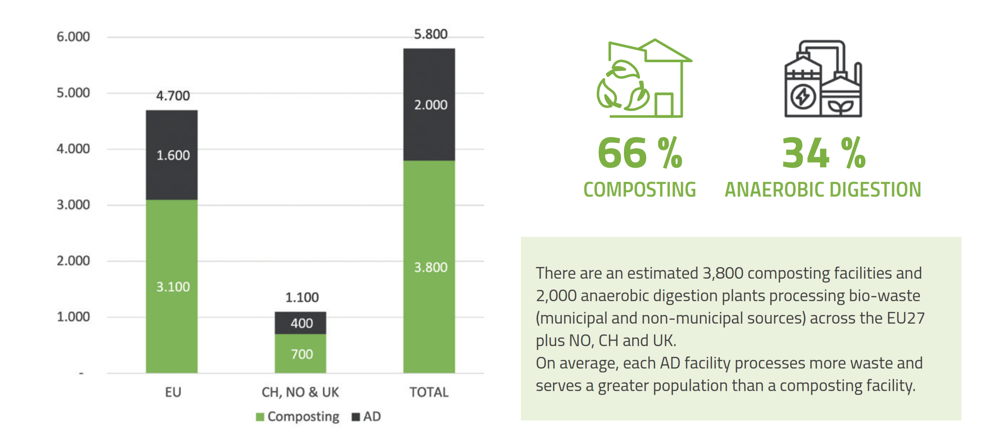 6.000
5.000
4.000
3.000
2.000
1.000
-
4.700
1.600
3.100
1.100
400
700
5.800
2.000
3.800
EU
CH, NO & UK
TOTAL
Composting
AD
66 %
COMPOSTING
34 %
ANAEROBIC DIGESTION
There are an estimated 3,800 composting facilities and
2,000 anaerobic digestion plants processing bio-waste
(municipal and non-municipal sources) across the EU27
plus NO, CH and UK.
On average, each AD facility processes more waste and
serves a greater population than a composting facility.